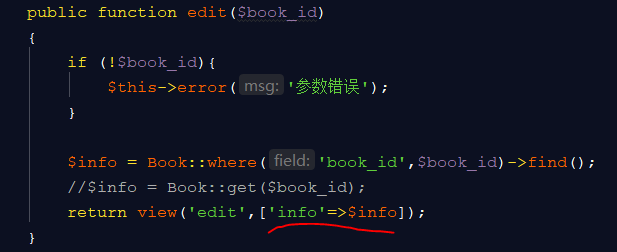 public function edit($book_id)
{
if (!$book_id){
$this->error( msg: '参数错误');
}
$info = Book::where( field: 'book_id',$book_id)->find();
//$info = Book::get($book_id);
return view('edit',['info'=>$info]);
}